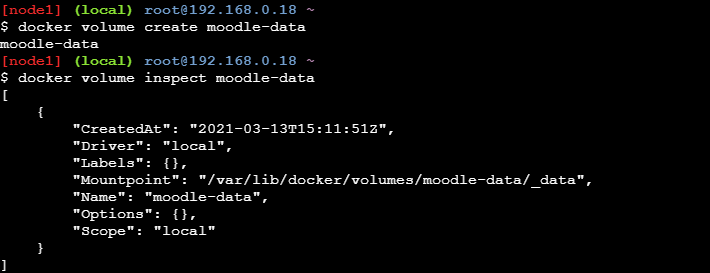 [node1] (local) root@192.168.0.18 ~
$ docker volume create moodle-data
moodle-data
[node1] (local) root@192.168.0.18 ~
$ docker volume inspect moodle-data
[
    {
        "CreatedAt": "2021-03-13T15:11:51Z",
        "Driver": "local",
        "Labels": {},
        "Mountpoint": "/var/lib/docker/volumes/moodle-data/_data",
        "Name": "moodle-data",
        "Options": {},
        "Scope": "local"
    }
]